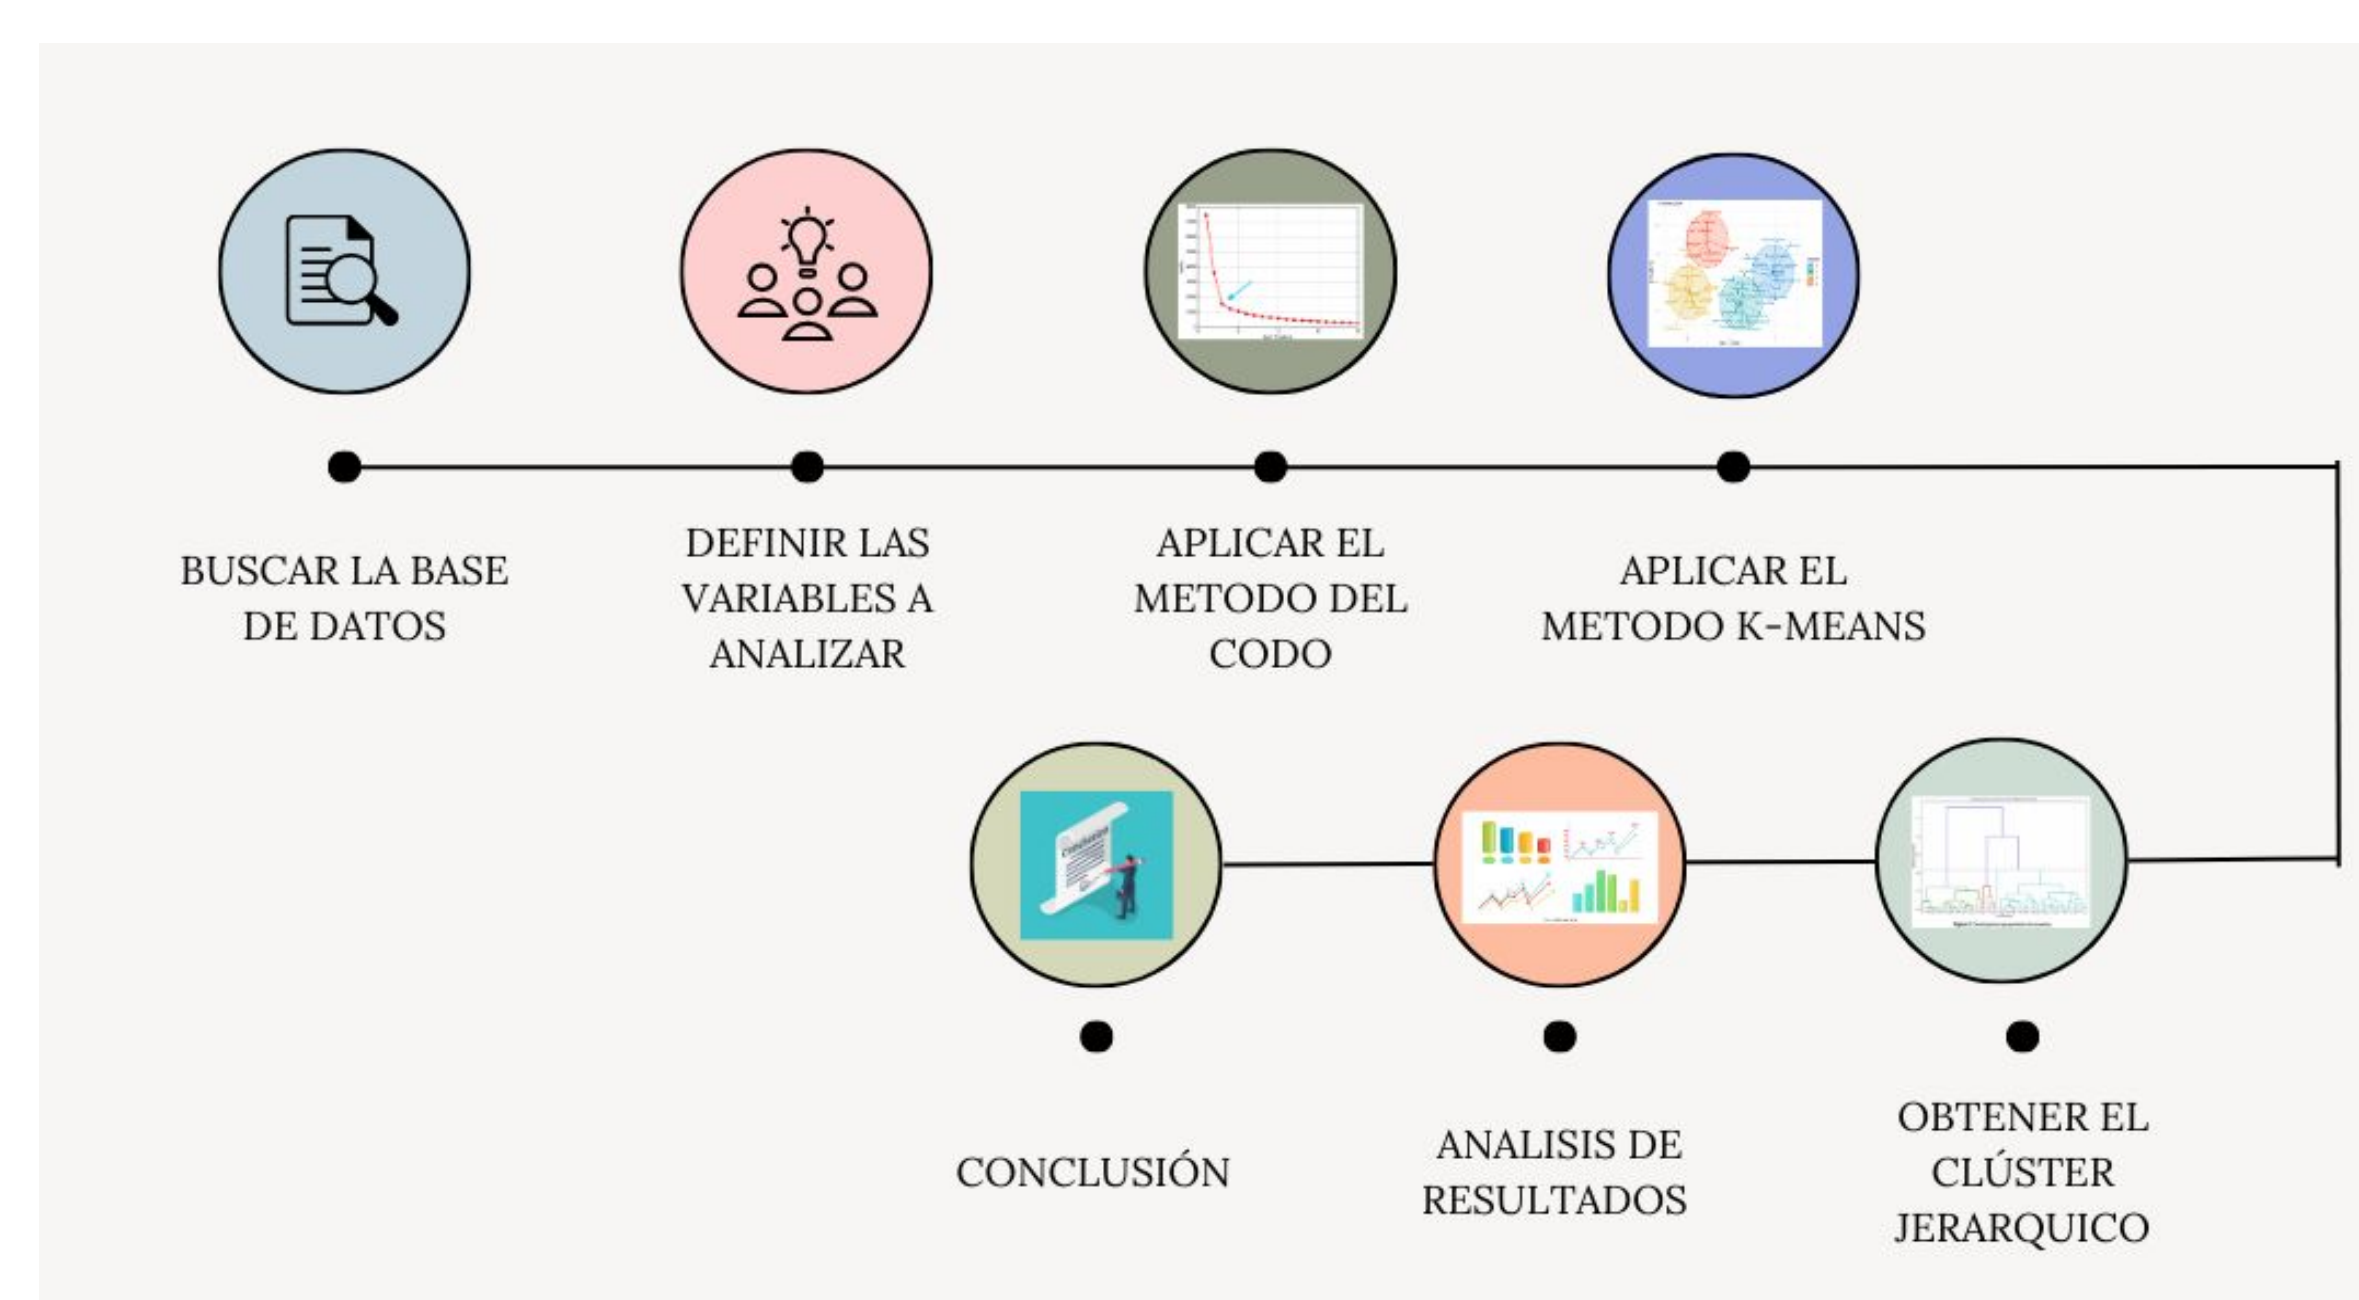 BUSCAR LA BASE
DE DATOS
DEFINIR LAS
VARIABLES A
ANALIZAR
APLICAR EL
METODO DEL
CODO
APLICAR EL
METODO K-MEANS
OBTENER EL
CLÚSTER
JERARQUICO
ANALISIS DE
RESULTADOS
CONCLUSIÓN